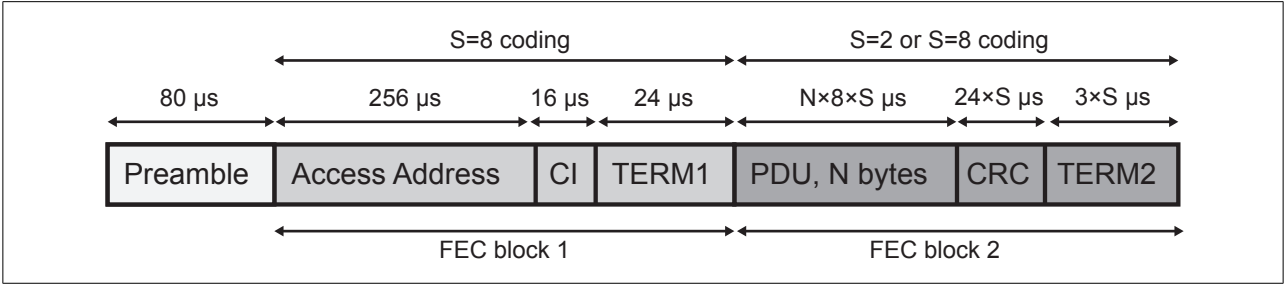 S=8 coding
S=2 or S=8 coding
80 µs
256 µs
16 µs
24 µs
N×8×S µs
24×S µs
3×S µs
Preamble
Access Address
CI
TERM1
PDU, N bytes
CRC
TERM2
FEC block 1
FEC block 2